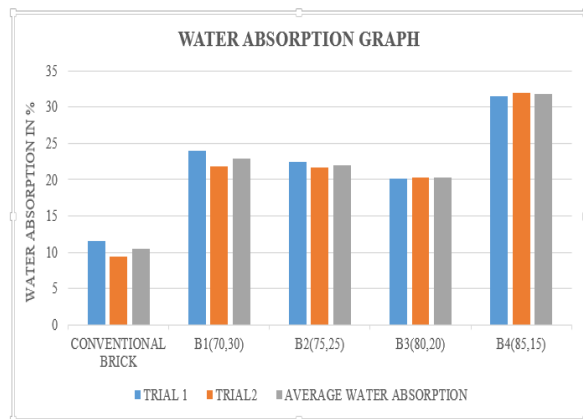 WATER ABSORPTION GRAPH
WATER ABSORPTION IN %
35
30
25
20
15
10
5
0
CONVENTIONAL BRICK B1(70,30) B2(75,25) B3(80,20) B4(85,15)
TRIAL 1 TRIAL2 AVERAGE WATER ABSORPTION